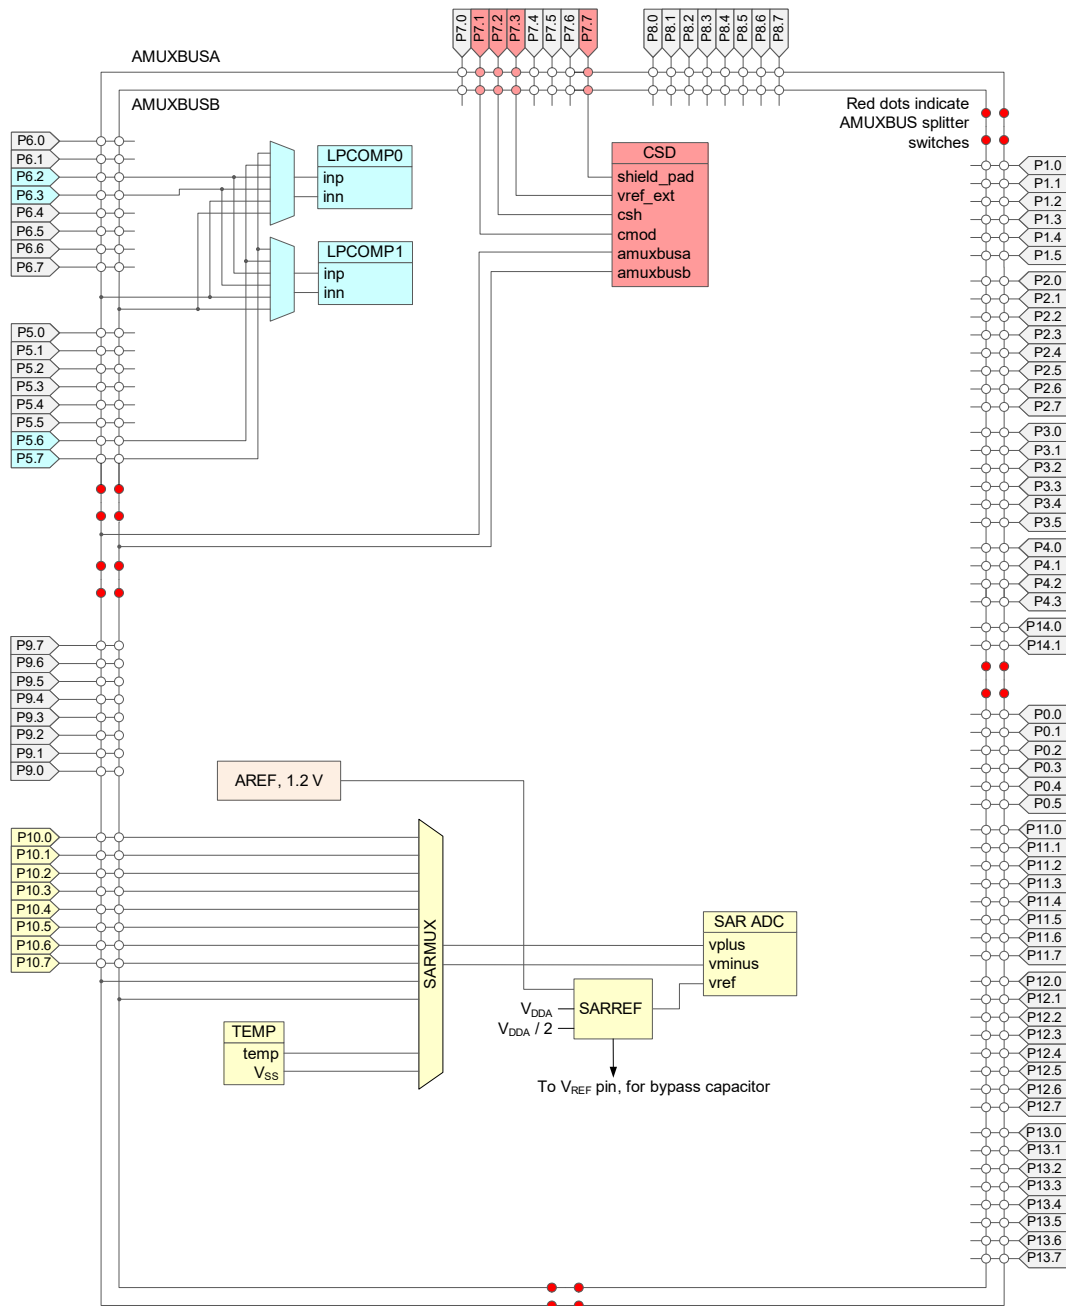 P7.0
P7.1
P7.2
P7.3
P7.4
P7.5
P7.6
P7.7
P8.0
P8.1
P8.2
P8.3
P8.4
P8.5
P8.6
P8.7
AMUXBUSA
AMUXBUSB
Red dots indicate
AMUXBUS splitter
switches
P6.0
P6.1
P6.2
P6.3
P6.4
P6.5
P6.6
P6.7
LPCOMP0
inp
inn
LPCOMP1
inp
inn
CSD
shield_pad
vref_ext
csh
cmod
amuxbusa
amuxbusb
P5.0
P5.1
P5.2
P5.3
P5.4
P5.5
P5.6
P5.7
P9.7
P9.6
P9.5
P9.4
P9.3
P9.2
P9.1
P9.0
AREF, 1.2 V
P10.0
P10.1
P10.2
P10.3
P10.4
P10.5
P10.6
P10.7
SARMUX
SAR ADC
vplus
vminus
vref
SARREF
VDDA
VDDA / 2
TEMP
temp
VSS
To VREF pin, for bypass capacitor
P1.0
P1.1
P1.2
P1.3
P1.4
P1.5
P2.0
P2.1
P2.2
P2.3
P2.4
P2.5
P2.6
P2.7
P3.0
P3.1
P3.2
P3.3
P3.4
P3.5
P4.0
P4.1
P4.2
P4.3
P14.0
P14.1
P0.0
P0.1
P0.2
P0.3
P0.4
P0.5
P11.0
P11.1
P11.2
P11.3
P11.4
P11.5
P11.6
P11.7
P12.0
P12.1
P12.2
P12.3
P12.4
P12.5
P12.6
P12.7
P13.0
P13.1
P13.2
P13.3
P13.4
P13.5
P13.6
P13.7